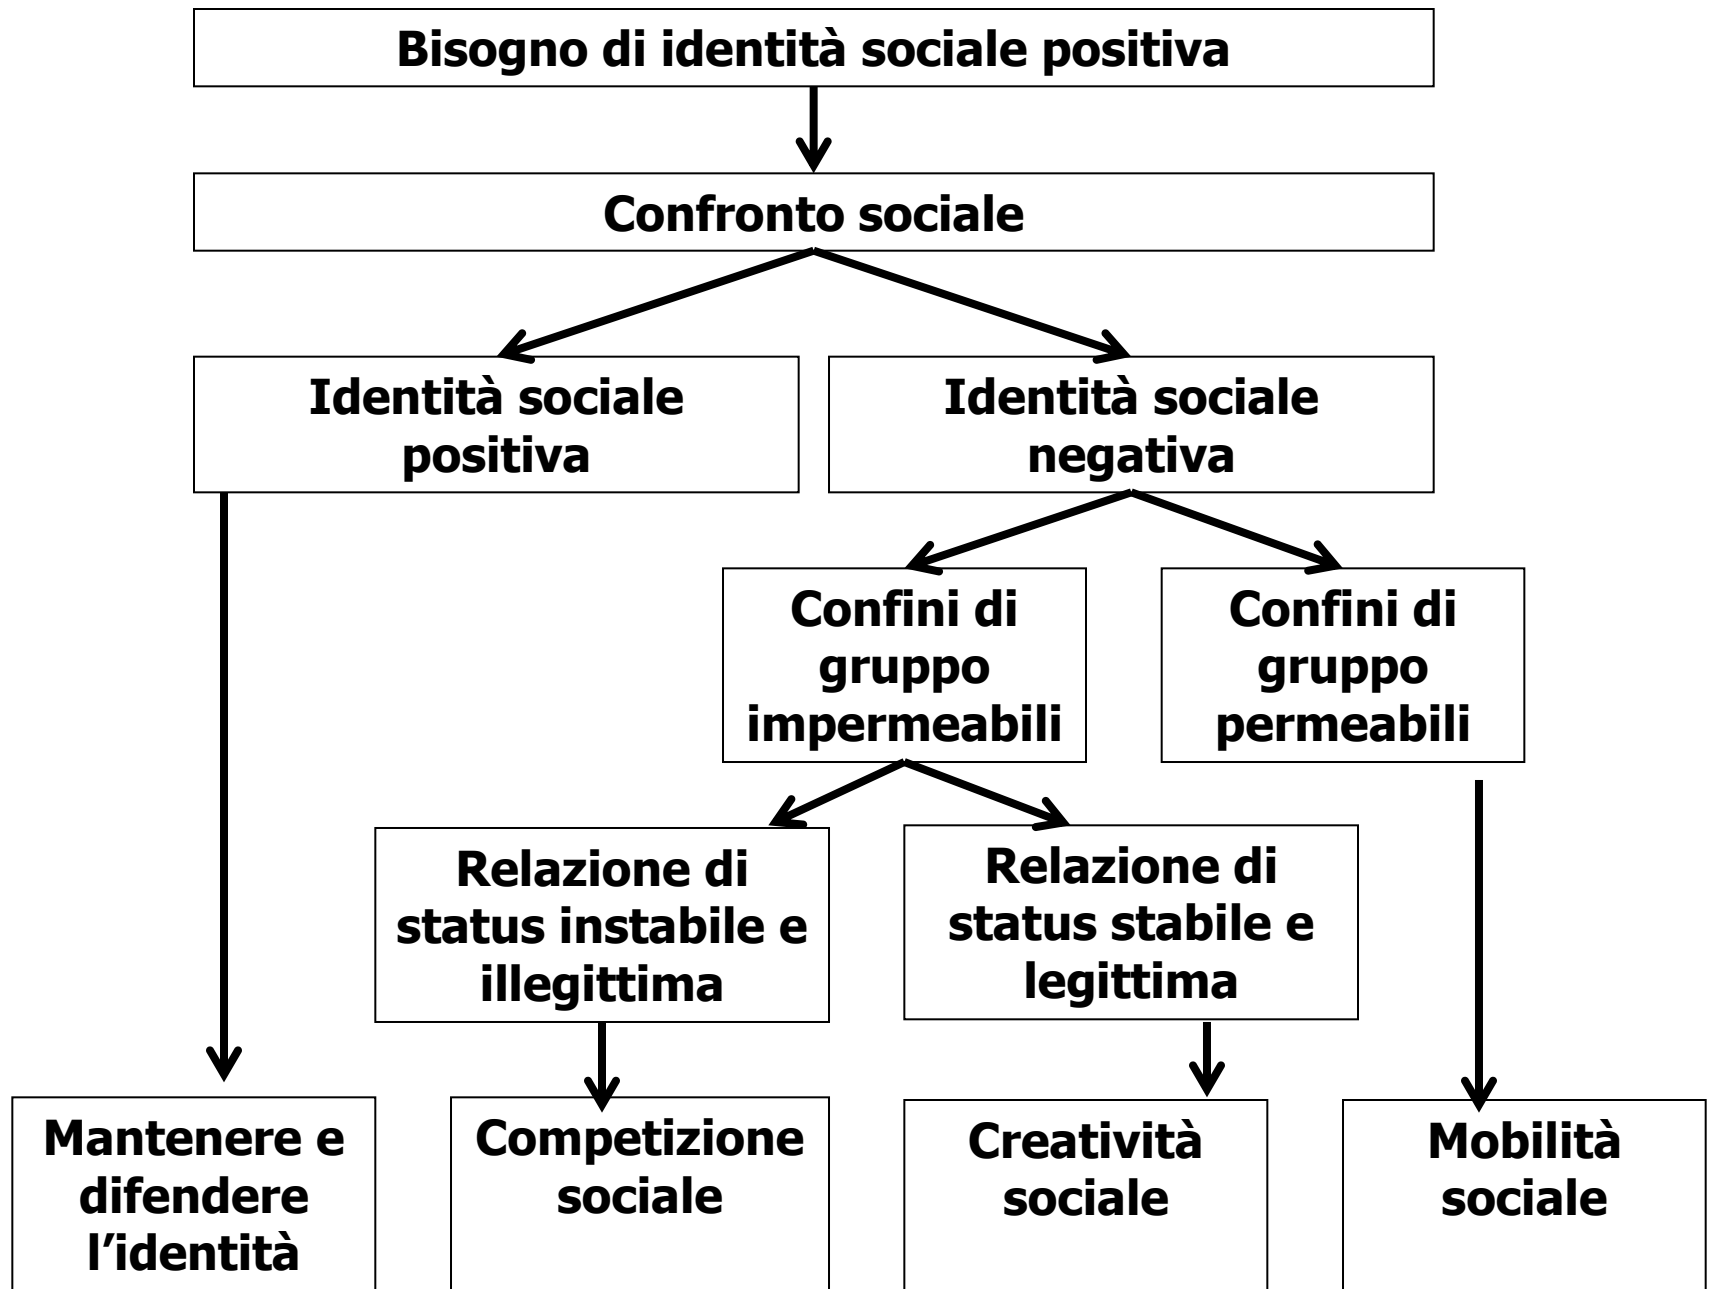 Bisogno di identità sociale positiva
Confronto sociale
Identità sociale
positiva
Identità sociale
negativa
Confini di
gruppo
impermeabili
Confini di
gruppo
permeabili
Relazione di
status instabile e
illegittima
Relazione di
status stabile e
legittima
Mantenere e
difendere
l’identità
Competizione
sociale
Creatività
sociale
Mobilità
sociale